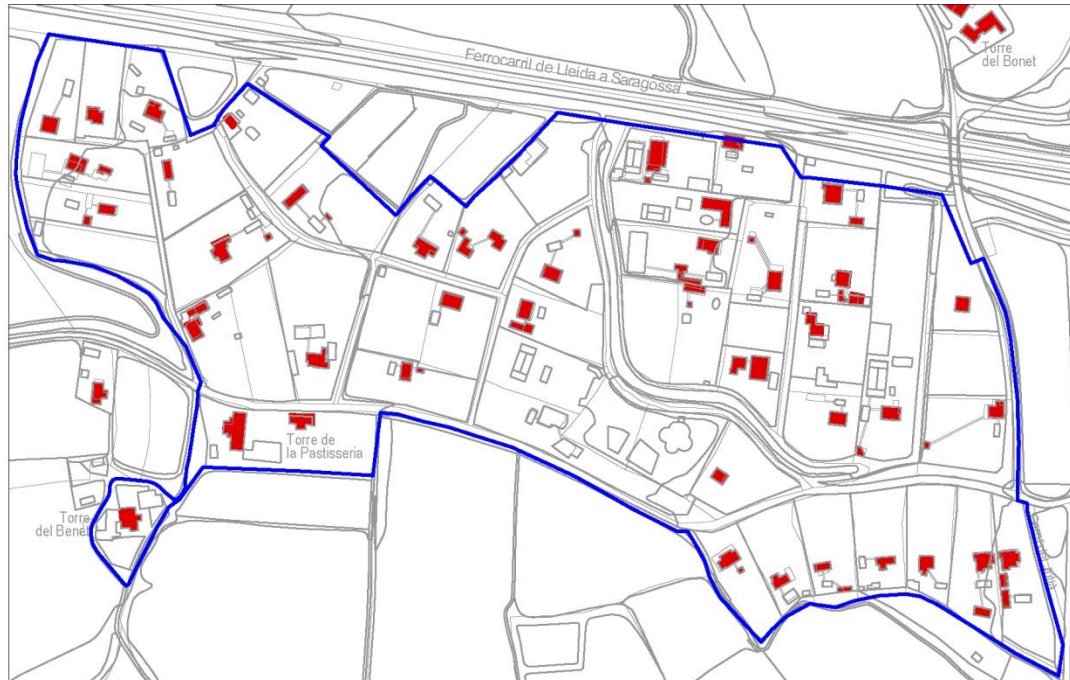 Ferrocarril de Lleida a Saragossa
Torre
del Bonet
Torre de
la Pastisseria
Torre
del Benet